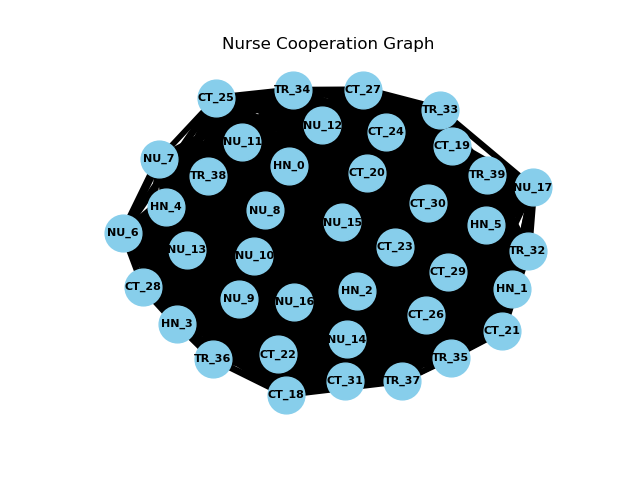 Nurse Cooperation Graph
TR_34
CT_27
CT_25
TR_33
NU_12
CT_24
NU_11
CT_19
NU_7
HN_0
CT_20
TR_39
TR_38
NU_17
CT_30
HN_4
NU_8
NU_15
HN_5
NU_6
CT_23
NU_13
TR_32
NU_10
CT_29
CT_28
HN_1
HN_2
NU_9
NU_16
CT_26
HN_3
CT_21
NU_14
CT_22
TR_36
TR_35
CT_31
TR_37
CT_18